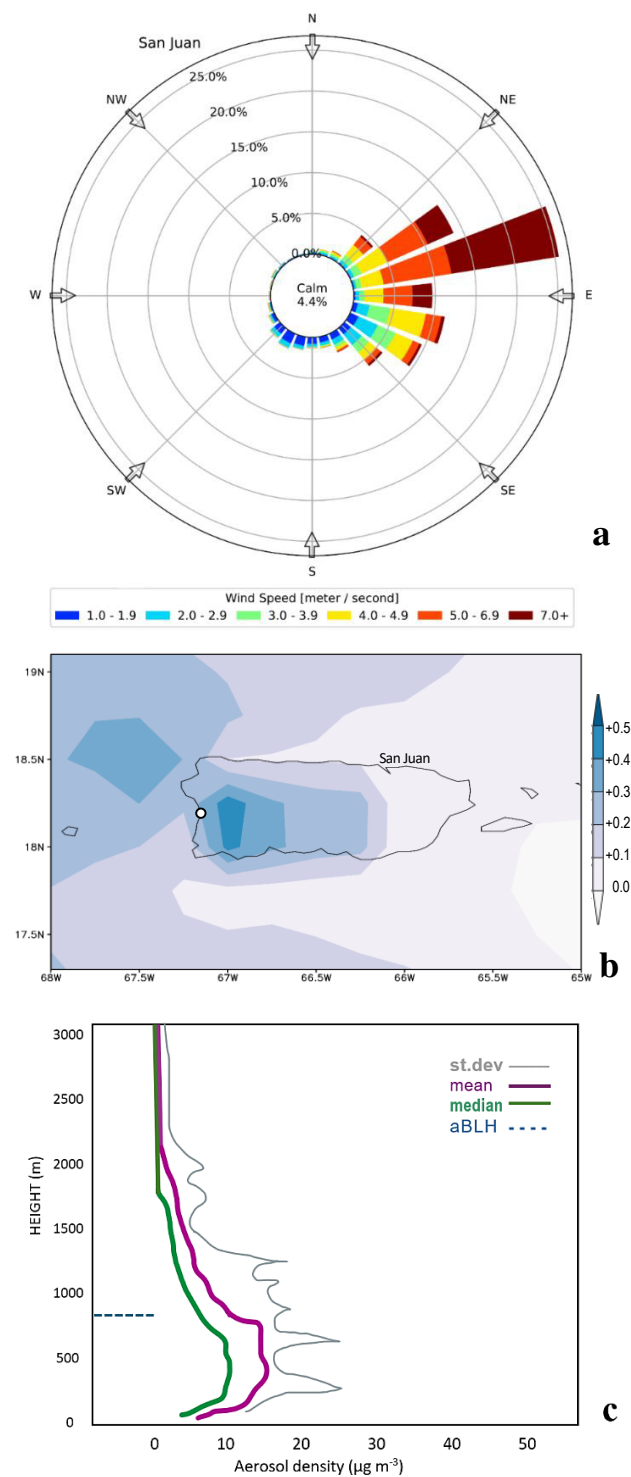 N
San Juan
25.0%
NW
NE
20.0%
15.0%
10.0%
5.0%
0.0%
Calm
4.4%
W
E
SW
SE
S
a
Wind Speed [meter / second]
1.0 - 1.9
2.0 - 2.9
3.0 - 3.9
4.0 - 4.9
5.0 - 6.9
7.0+
19N
18.5N
18N
17.5N
San Juan
+0.5
+0.4
+0.3
+0.2
+0.1
0.0
68W
67.5W
67W
66.5W
66W
65.5W
65W
b
3000
2500
2000
1500
1000
500
0
HEIGHT (m)
st.dev
mean
median
aBLH
c
0 10 20 30 40 50
Aerosol density (µg m⁻³)